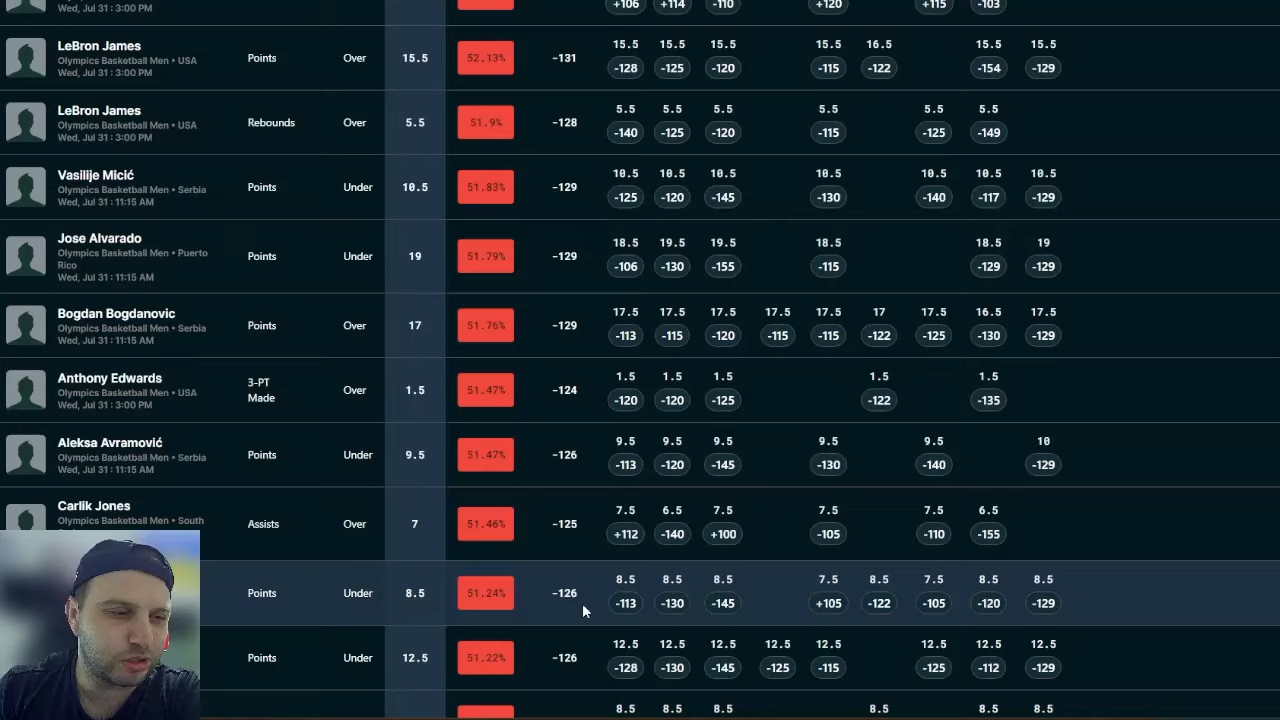 Wed, Jul 31 : 3:00 PM
+106 +114 -110 +120 +115 -103
LeBron James
Olympics Basketball Men • USA
Wed, Jul 31 : 3:00 PM
Points Over 15.5 52.13% -131
15.5 15.5 15.5 15.5 16.5 15.5 15.5
-128 -125 -120 -115 -122 -154 -129
LeBron James
Olympics Basketball Men • USA
Wed, Jul 31 : 3:00 PM
Rebounds Over 5.5 51.9% -128
5.5 5.5 5.5 5.5 5.5 5.5
-140 -125 -120 -115 -125 -149
Vasilije Micić
Olympics Basketball Men • Serbia
Wed, Jul 31 : 11:15 AM
Points Under 10.5 51.83% -129
10.5 10.5 10.5 10.5 10.5 10.5 10.5
-125 -120 -145 -130 -140 -117 -129
Jose Alvarado
Olympics Basketball Men • Puerto
Rico
Wed, Jul 31 : 11:15 AM
Points Under 19 51.79% -129
18.5 19.5 19.5 18.5 18.5 19
-106 -130 -155 -115 -129 -129
Bogdan Bogdanovic
Olympics Basketball Men • Serbia
Wed, Jul 31 : 11:15 AM
Points Over 17 51.76% -129
17.5 17.5 17.5 17.5 17.5 17 17.5 16.5 17.5
-113 -115 -120 -115 -115 -122 -125 -130 -129
Anthony Edwards
Olympics Basketball Men • USA
Wed, Jul 31 : 3:00 PM
3-PT
Made
Over 1.5 51.47% -124
1.5 1.5 1.5 1.5 1.5
-120 -120 -125 -122 -135
Aleksa Avramović
Olympics Basketball Men • Serbia
Wed, Jul 31 : 11:15 AM
Points Under 9.5 51.47% -126
9.5 9.5 9.5 9.5 9.5 10
-113 -120 -145 -130 -140 -129
Carlik Jones
Olympics Basketball Men • South
Assists Over 7 51.46% -125
7.5 6.5 7.5 7.5 7.5 6.5
+112 -140 +100 -105 -110 -155
Points Under 8.5 51.24% -126
8.5 8.5 8.5 7.5 8.5 7.5 8.5 8.5
-113 -130 -145 +105 -122 -105 -120 -129
Points Under 12.5 51.22% -126
12.5 12.5 12.5 12.5 12.5 12.5 12.5 12.5
-128 -130 -145 -125 -115 -125 -112 -129
8.5 8.5 8.5 8.5 8.5 8.5